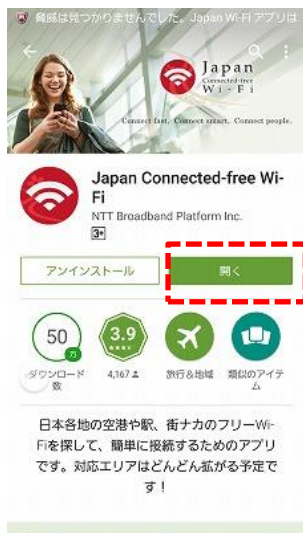 脅威は見つかりませんでした。Japan Wi-Fi アプリは
Japan
Connected-free
Wi-Fi
Connect fast, Connect smart, Connect people.
Japan Connected-free Wi-
Fi
NTT Broadband Platform Inc.
3+
アンインストール
開く
50
万
3.9
ダウンロード
数
4,167
旅行&地域
類似のアイテ
ム
日本各地の空港や駅、街ナカのフリーWi-
Fiを探して、簡単に接続するためのアプリ
です。対応エリアはどんどん拡がる予定で
す!